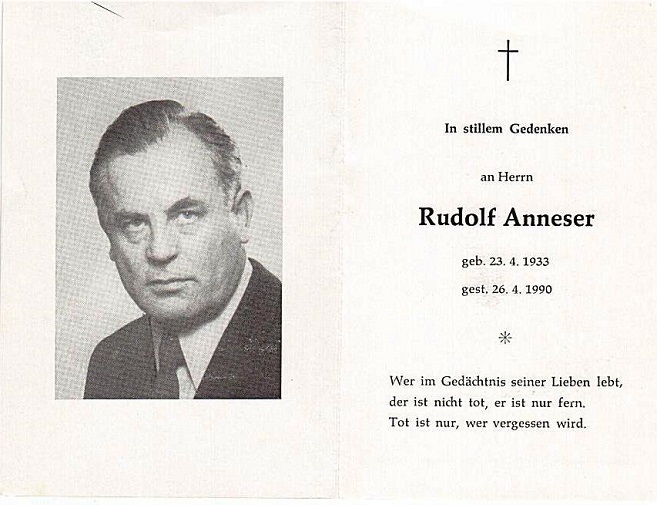 In stillem Gedenken
an Herrn
Rudolf Anneser
geb. 23. 4. 1933
gest. 26. 4. 1990
Wer im Gedächtnis seiner Lieben lebt,
der ist nicht tot, er ist nur fern.
Tot ist nur, wer vergessen wird.